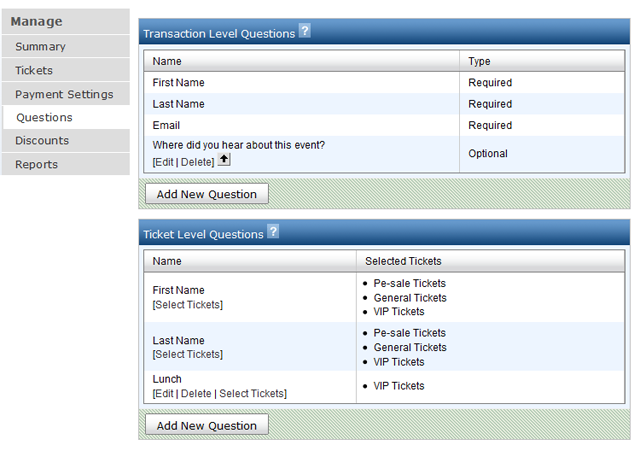 Manage
Summary
Tickets
Payment Settings
Questions
Discounts
Reports
Transaction Level Questions ?
Name Type
First Name Required
Last Name Required
Email Required
Where did you hear about this event?
[Edit | Delete]
Optional
Add New Question
Ticket Level Questions ?
Name Selected Tickets
First Name
[Select Tickets]
• Pe-sale Tickets
• General Tickets
• VIP Tickets
Last Name
[Select Tickets]
• Pe-sale Tickets
• General Tickets
• VIP Tickets
Lunch
[Edit | Delete | Select Tickets]
• VIP Tickets
Add New Question